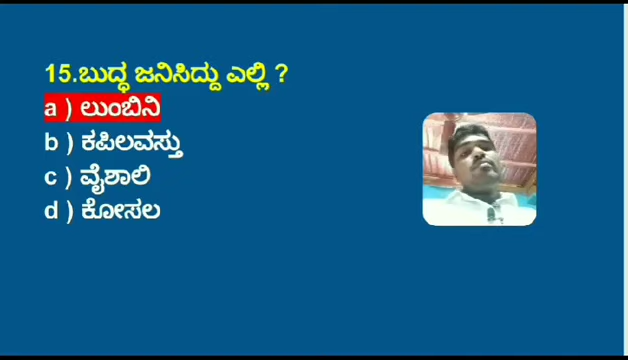 15.ಬುದ್ಧ ಜನಿಸಿದ್ದು ಎಲ್ಲಿ ?
a ) ಲುಂಬಿನಿ
b ) ಕಪಿಲವಸ್ತು
c ) ವೈಶಾಲಿ
d ) ಕೋಸಲ